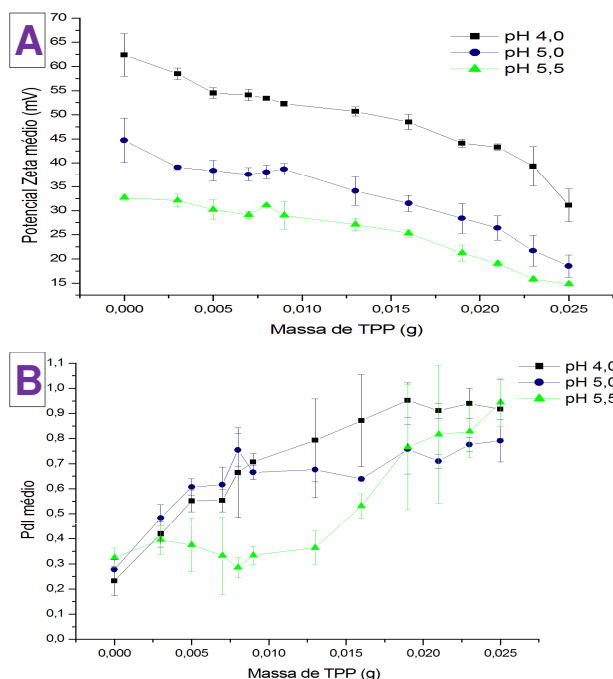 A
70
65
60
55
50
45
40
35
30
25
20
15
Potencial Zeta médio (mV)
pH 4,0
pH 5,0
pH 5,5
0,000 0,005 0,010 0,015 0,020 0,025
Massa de TPP (g)
B
1,1
1,0
0,9
0,8
0,7
0,6
0,5
0,4
0,3
0,2
0,1
0,0
PdI médio
pH 4,0
pH 5,0
pH 5,5
0,000 0,005 0,010 0,015 0,020 0,025
Massa de TPP (g)